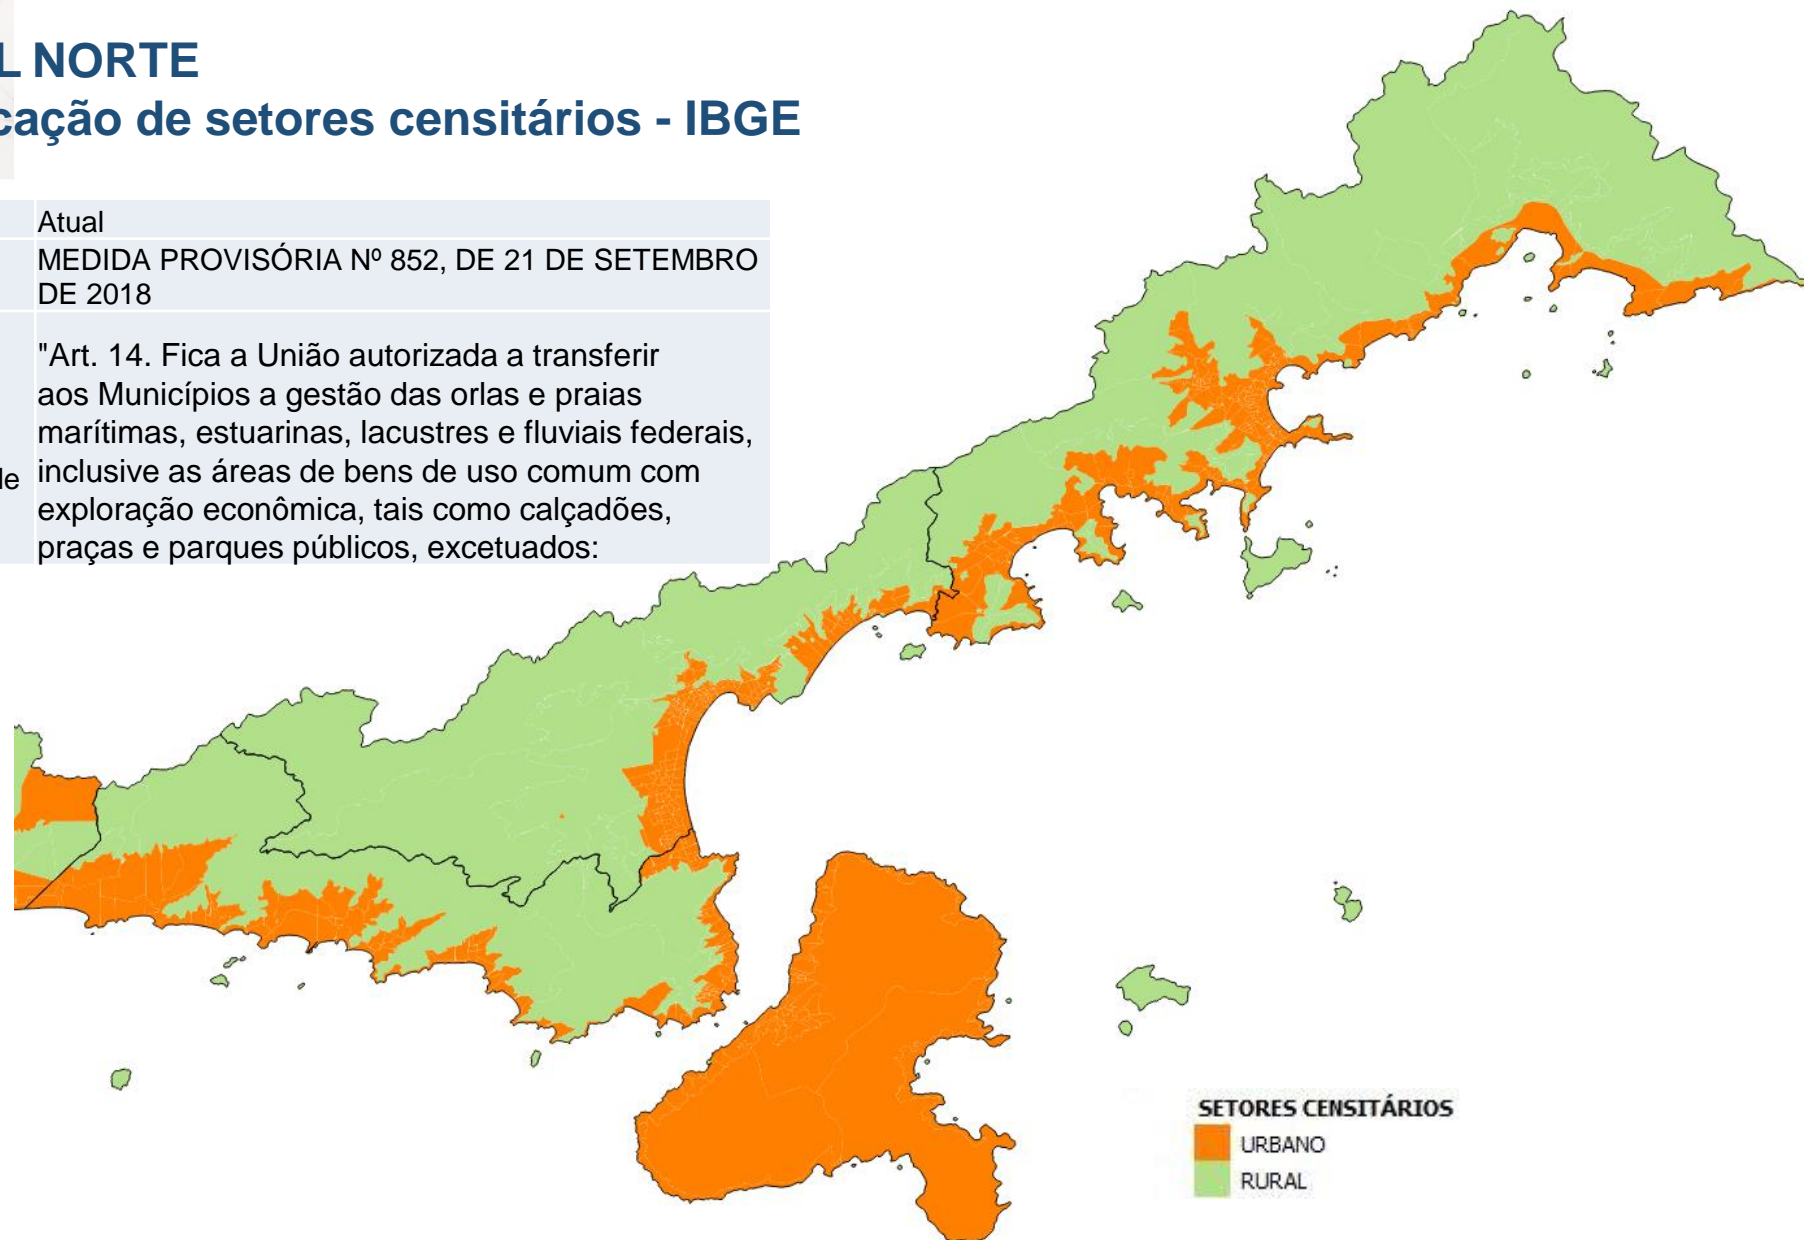 L NORTE
cação de setores censitários - IBGE
Atual
MEDIDA PROVISÓRIA Nº 852, DE 21 DE SETEMBRO
DE 2018
"Art. 14. Fica a União autorizada a transferir
aos Municípios a gestão das orlas e praias
marítimas, estuarinas, lacustres e fluviais federais,
le inclusive as áreas de bens de uso comum com
exploração econômica, tais como calçadões,
praças e parques públicos, excetuados:
SETORES CENSITÁRIOS
URBANO
RURAL